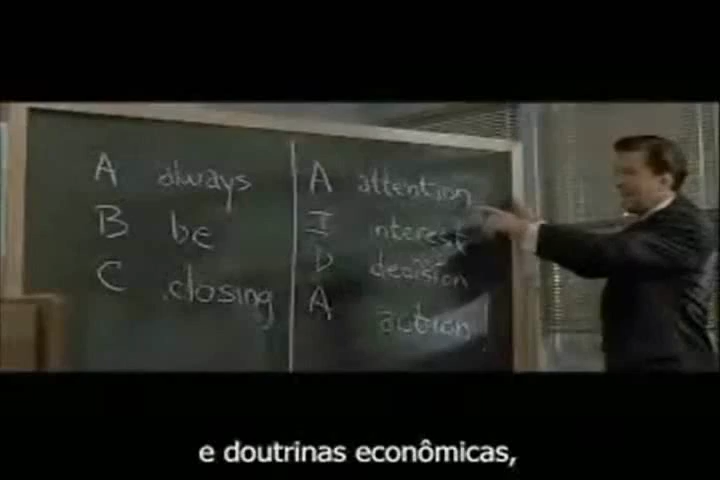 A always
B be
C closing
A attention
I interest
D decision
A action
e doutrinas econômicas,